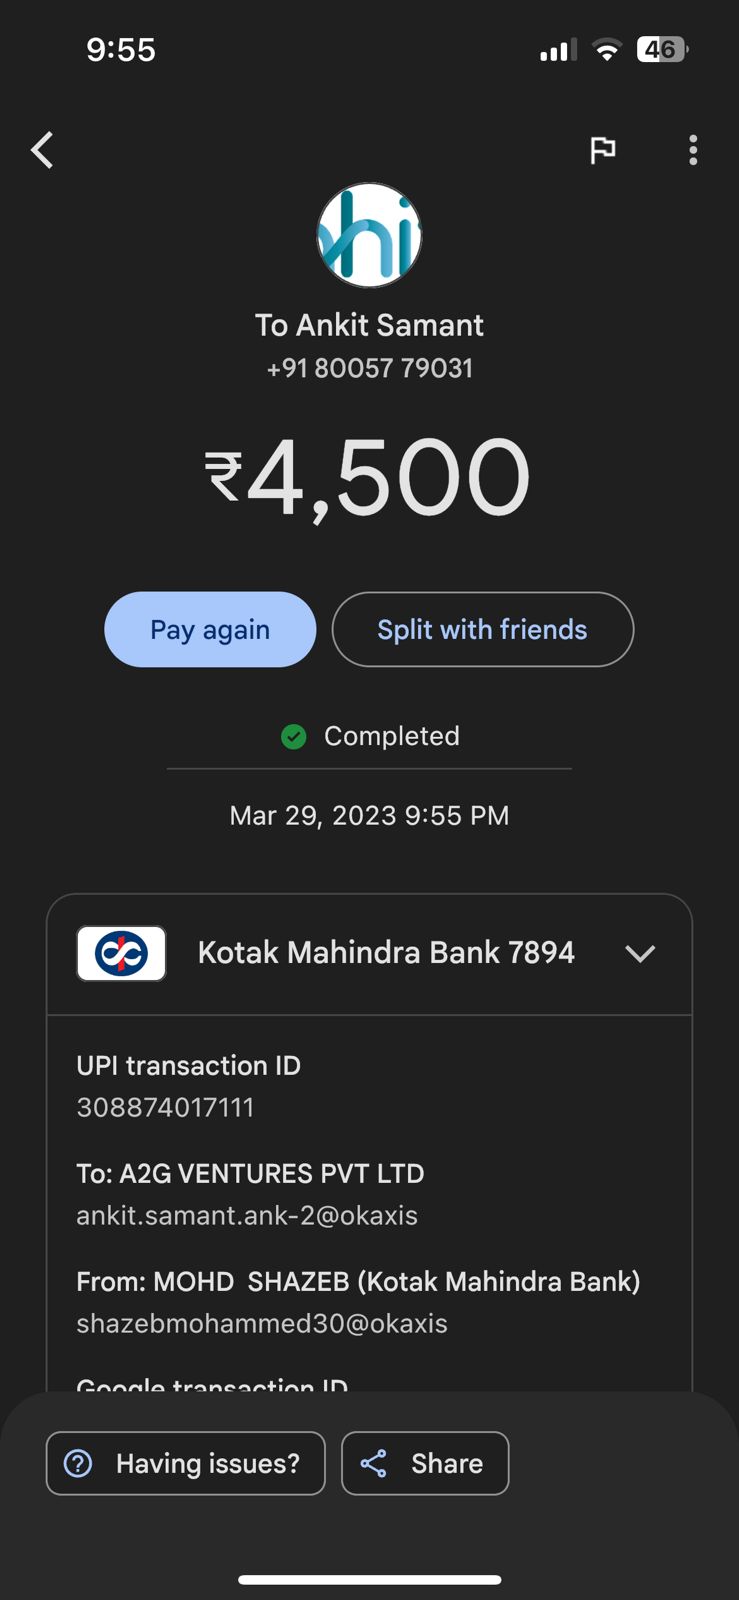 9:55
46
hi
To Ankit Samant
+91 80057 79031
₹4,500
Pay again
Split with friends
Completed
Mar 29, 2023 9:55 PM
Kotak Mahindra Bank 7894
UPI transaction ID
308874017111
To: A2G VENTURES PVT LTD
ankit.samant.ank-2@okaxis
From: MOHD  SHAZEB (Kotak Mahindra Bank)
shazebmohammed30@okaxis
Google transaction ID
Having issues?
Share